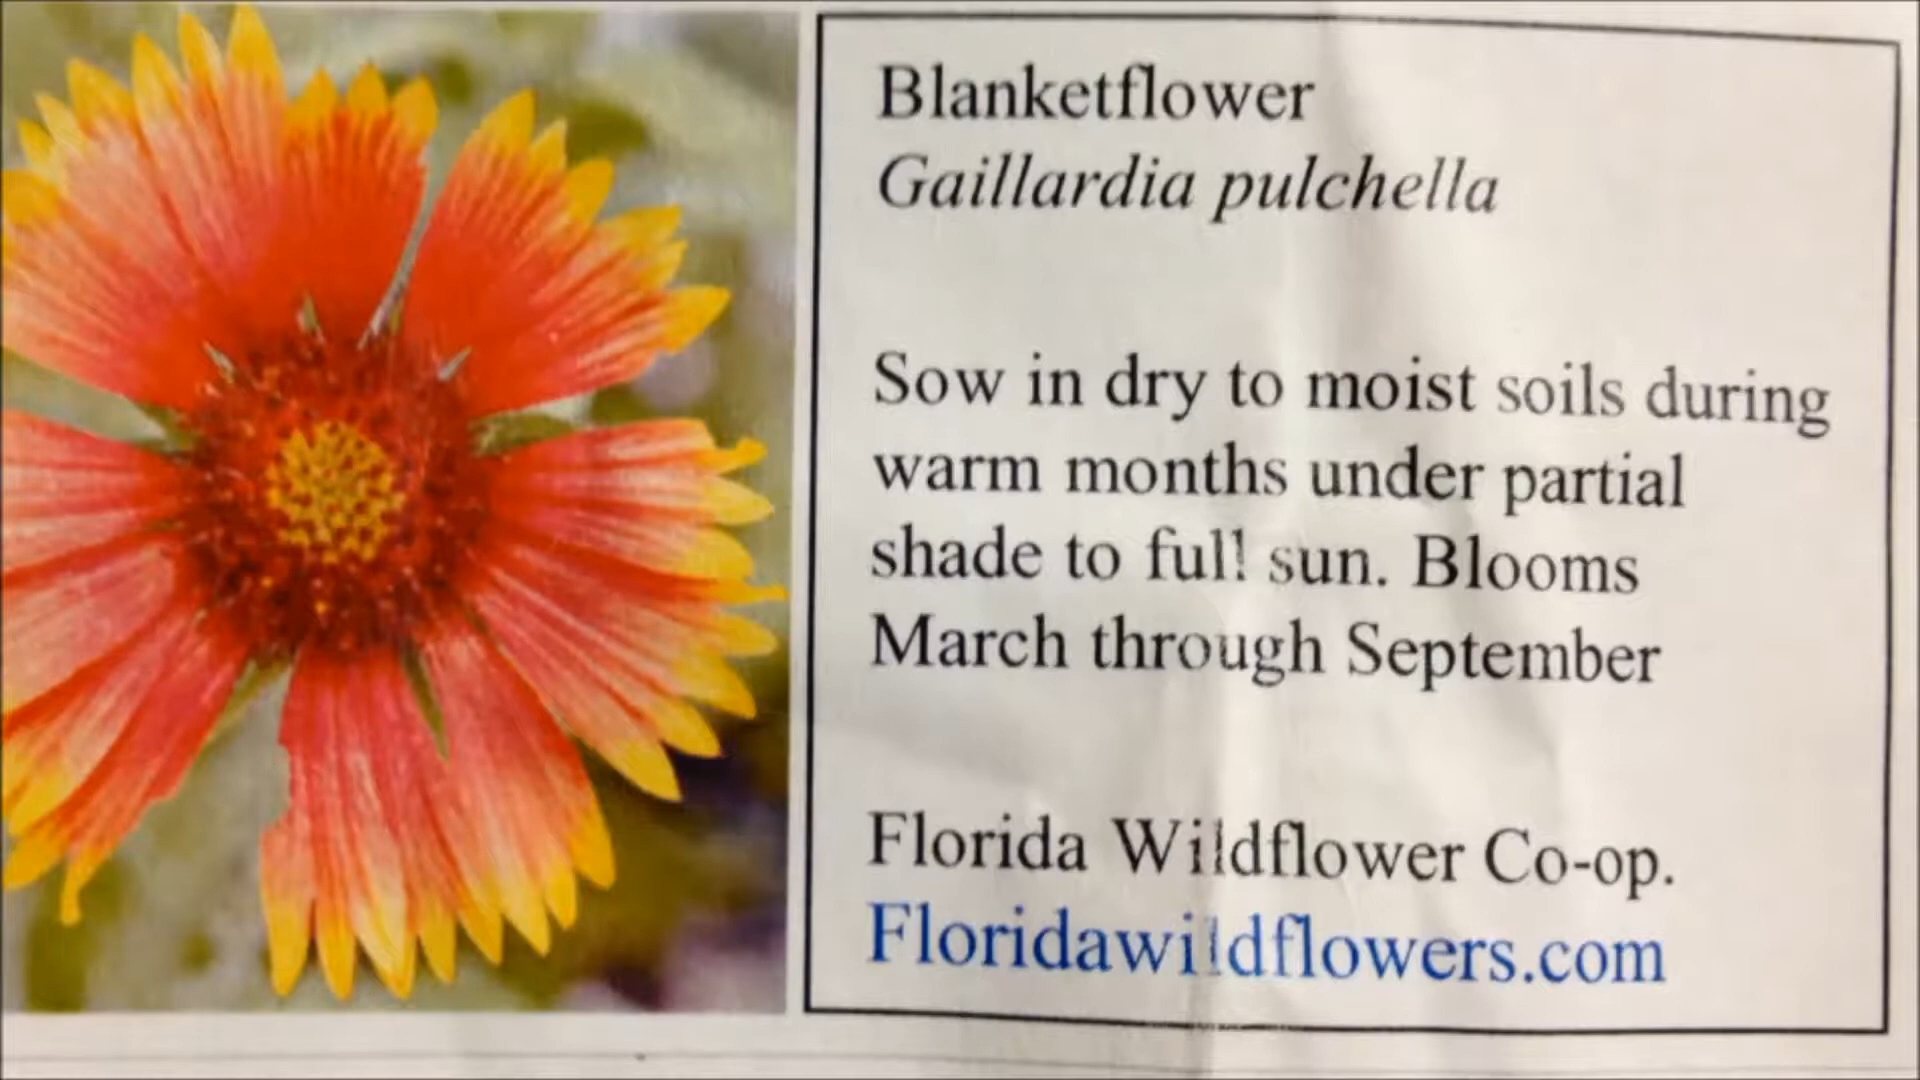 Blanketflower
Gaillardia pulchella
Sow in dry to moist soils during
warm months under partial
shade to full sun. Blooms
March through September
Florida Wildflower Co-op.
Floridawildflowers.com